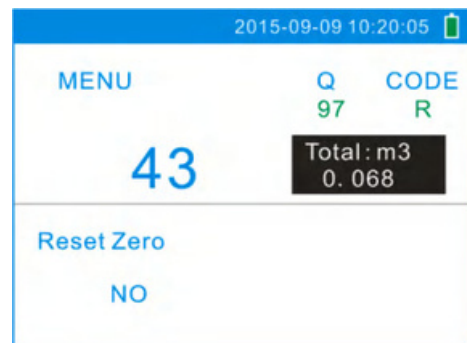 2015-09-09 10:20:05
MENU Q CODE
97 R
43
Total:m3
0.068
Reset Zero
NO